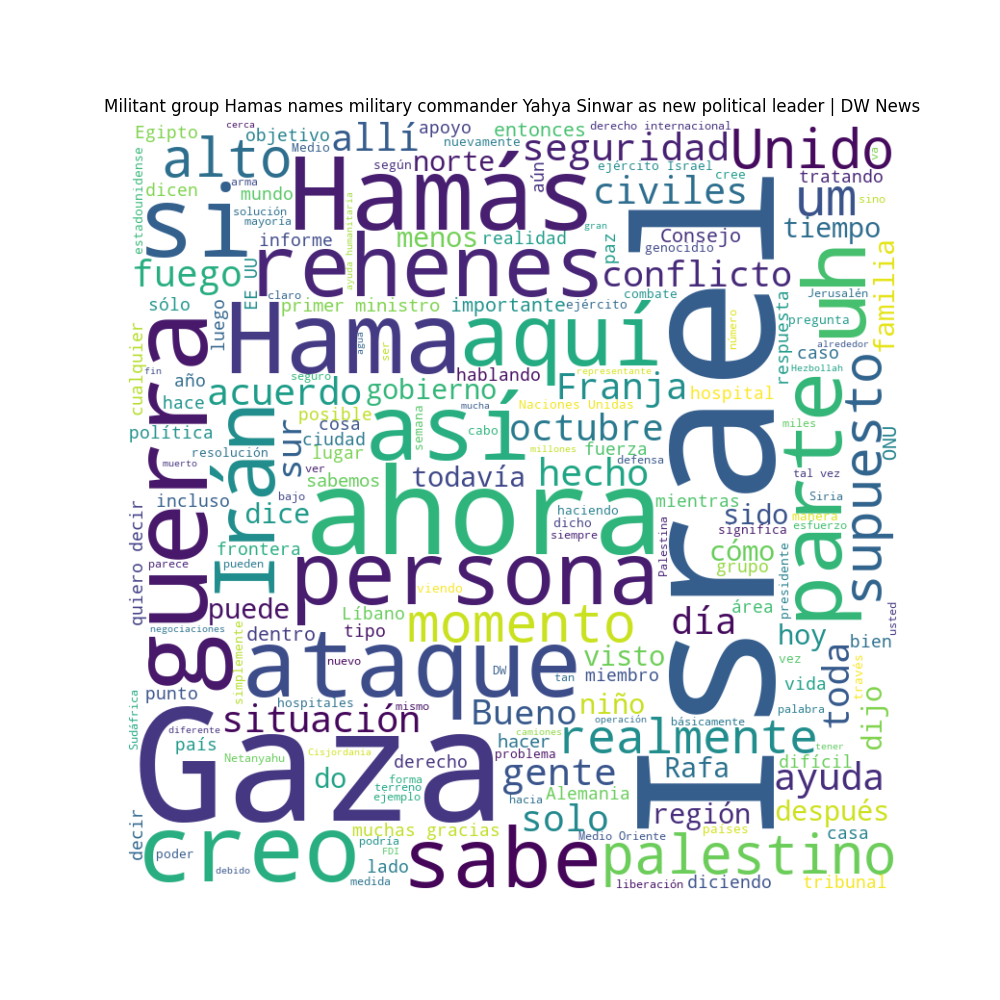 Militant group Hamas names military commander Yahya Sinwar as new political leader | DW News
Egipto
cerca
objetivo
allí
apoyo
entonces
derecho internacional
nuevamente
Medio
alto
según
norte
seguridad
Unido
va
dicen
arma
mundo
Hamás
aún
ejército Israel
cree
tratando
sino
estadounidense
si
solución
mayoría
ayuda humanitaria
civiles
um
informe
menos
realidad
gran
paz
Consejo
genocidio
tiempo
fuego
EE UU
rehenes
conflicto
familia
sólo
claro
primer ministro
importante
ejército
combate
Jerusalén
luego
Hama
agua
ser
aquí
número
respuesta
pregunta
uh
cualquier
fin
guerra
año
hace
seguro
hablando
representante
caso
alrededor
Hezbollah
acuerdo
gobierno
mucha
Franja
hospital
parte
supuesto
política
posible
cosa
semana
así
cabo
Naciones Unidas
octubre
miles
ONU
resolución
sur
ciudad
lugar
millones
fuerza
defensa
muerto
Irán
ver
sabemos
todavía
hecho
tal vez
incluso
bajo
ahora
mientras
Siria
quiero decir
dice
haciendo
dicho
siempre
sido
manera
esfuerzo
significa
frontera
parece
pueden
persona
viendo
Palestina
cómo
grupo
presidente
puede
Líbano
momento
día
área
usted
negociaciones
dentro
tipo
hoy
bien
simplemente
nuevo
ataque
DW
tan
visto
miembro
vez
toda
través
punto
hospitales
mismo
niño
vida
palabra
dijo
Sudáfrica
diferente
situación
Bueno
operación
básicamente
camiones
país
Gaza
Netanyahu
Cisjordania
derecho
hacer
problema
realmente
tener
Israel
difícil
do
forma
terreno
ejemplo
gente
hacia
Alemania
Rafa
ayuda
decir
muchas gracias
solo
región
después
creo
podría
FDI
Medio Oriente
países
casa
poder
debido
lado
medida
sabe
palestino
liberación
diciendo
tribunal